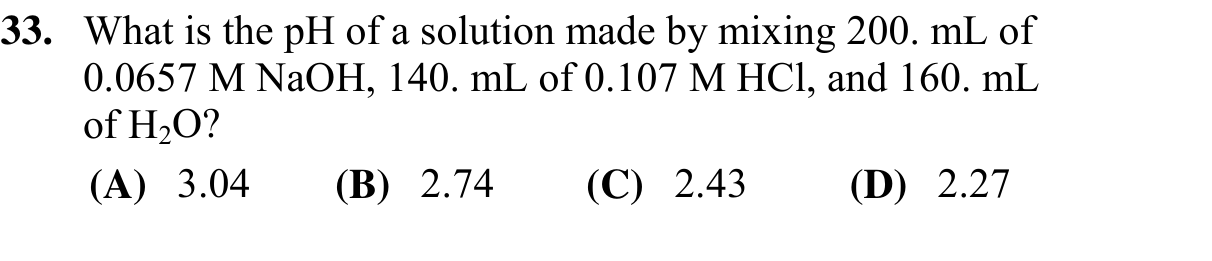 33. What is the pH of a solution made by mixing 200. mL of
0.0657 M NaOH, 140. mL of 0.107 M HCl, and 160. mL
of H₂O?
(A) 3.04 (B) 2.74 (C) 2.43 (D) 2.27